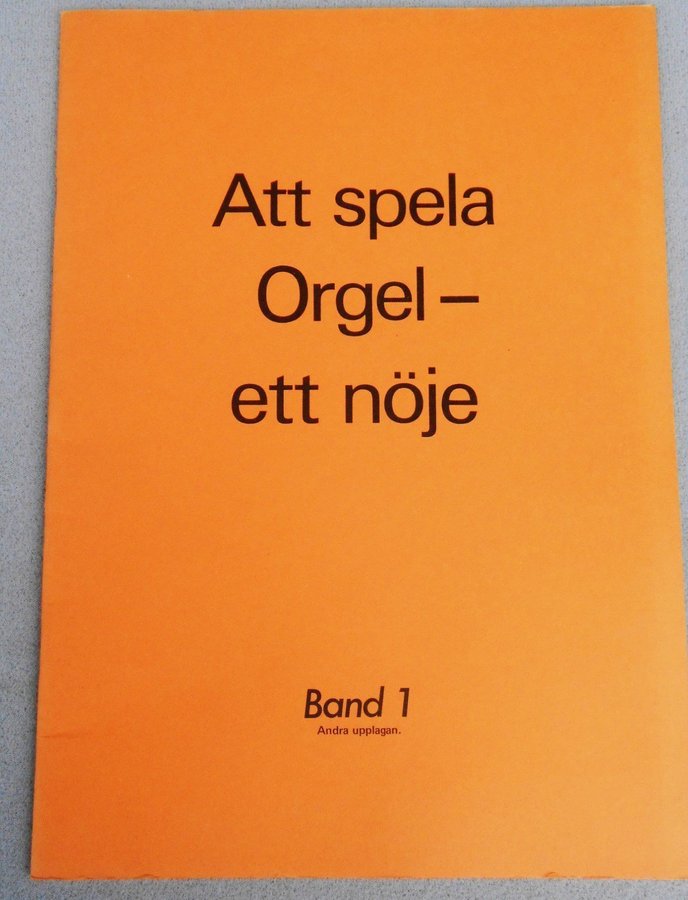 Att spela
Orgel –
ett nöje
Band 1
Andra upplagan.